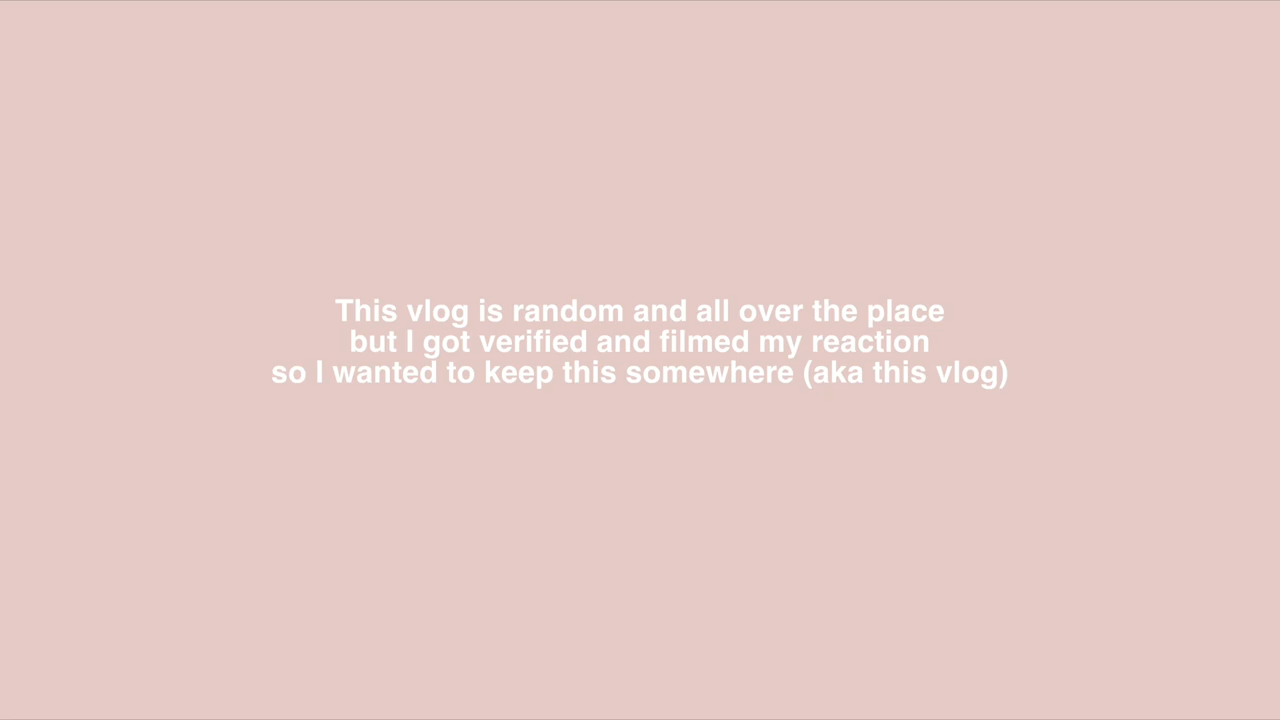 This vlog is random and all over the place
but I got verified and filmed my reaction
so I wanted to keep this somewhere (aka this vlog)